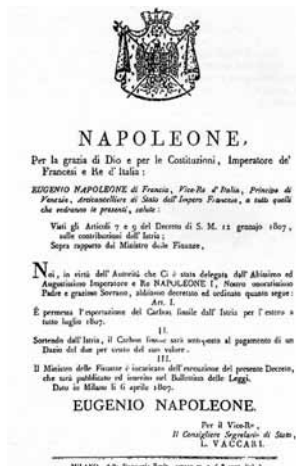 NAPOLEONE,
Per la grazia di Dio e per le Costituzioni, Imperatore de'
Francesi e Re d'Italia:
EUGENIO NAPOLEONE di Francia, Vice-Re d'Italia, Principe di
Venezia, Arcicancelliere di Stato dell'Impero Francese, a tutti quelli
che vedranno le presenti, salute:
Visti gli Articoli 7 e 9 del Decreto di S. M. 12 gennajo 1807,
sulle contribuzioni dell'Istria;
Sopra rapporto del Ministro delle Finanze,
Noi, in virtù dell'Autorità che Ci è stata delegata dall'Altissimo ed
Augustissimo Imperatore e Re NAPOLEONE I, Nostro onoratissimo
Padre e grazioso Sovrano, abbiamo decretato ed ordinato quanto segue:
Art. I.
È permessa l'esportazione del Carbon fossile dall'Istria per l'estero a
tutto luglio 1807.
II.
Sortendo dall'Istria, il Carbon fossile sarà sottoposto al pagamento di un
Dazio del due per cento del suo valore.
III.
Il Ministro delle Finanze è incaricato dell'esecuzione del presente Decreto,
che sarà pubblicato ed inserito nel Bollettino delle Leggi.
Dato in Milano li 6 aprile 1807.
EUGENIO NAPOLEONE.
Per il Vice-Re,
Il Consigliere Segretario di Stato,
L. VACCARI.
MILANO, dalla Stamperia Reale